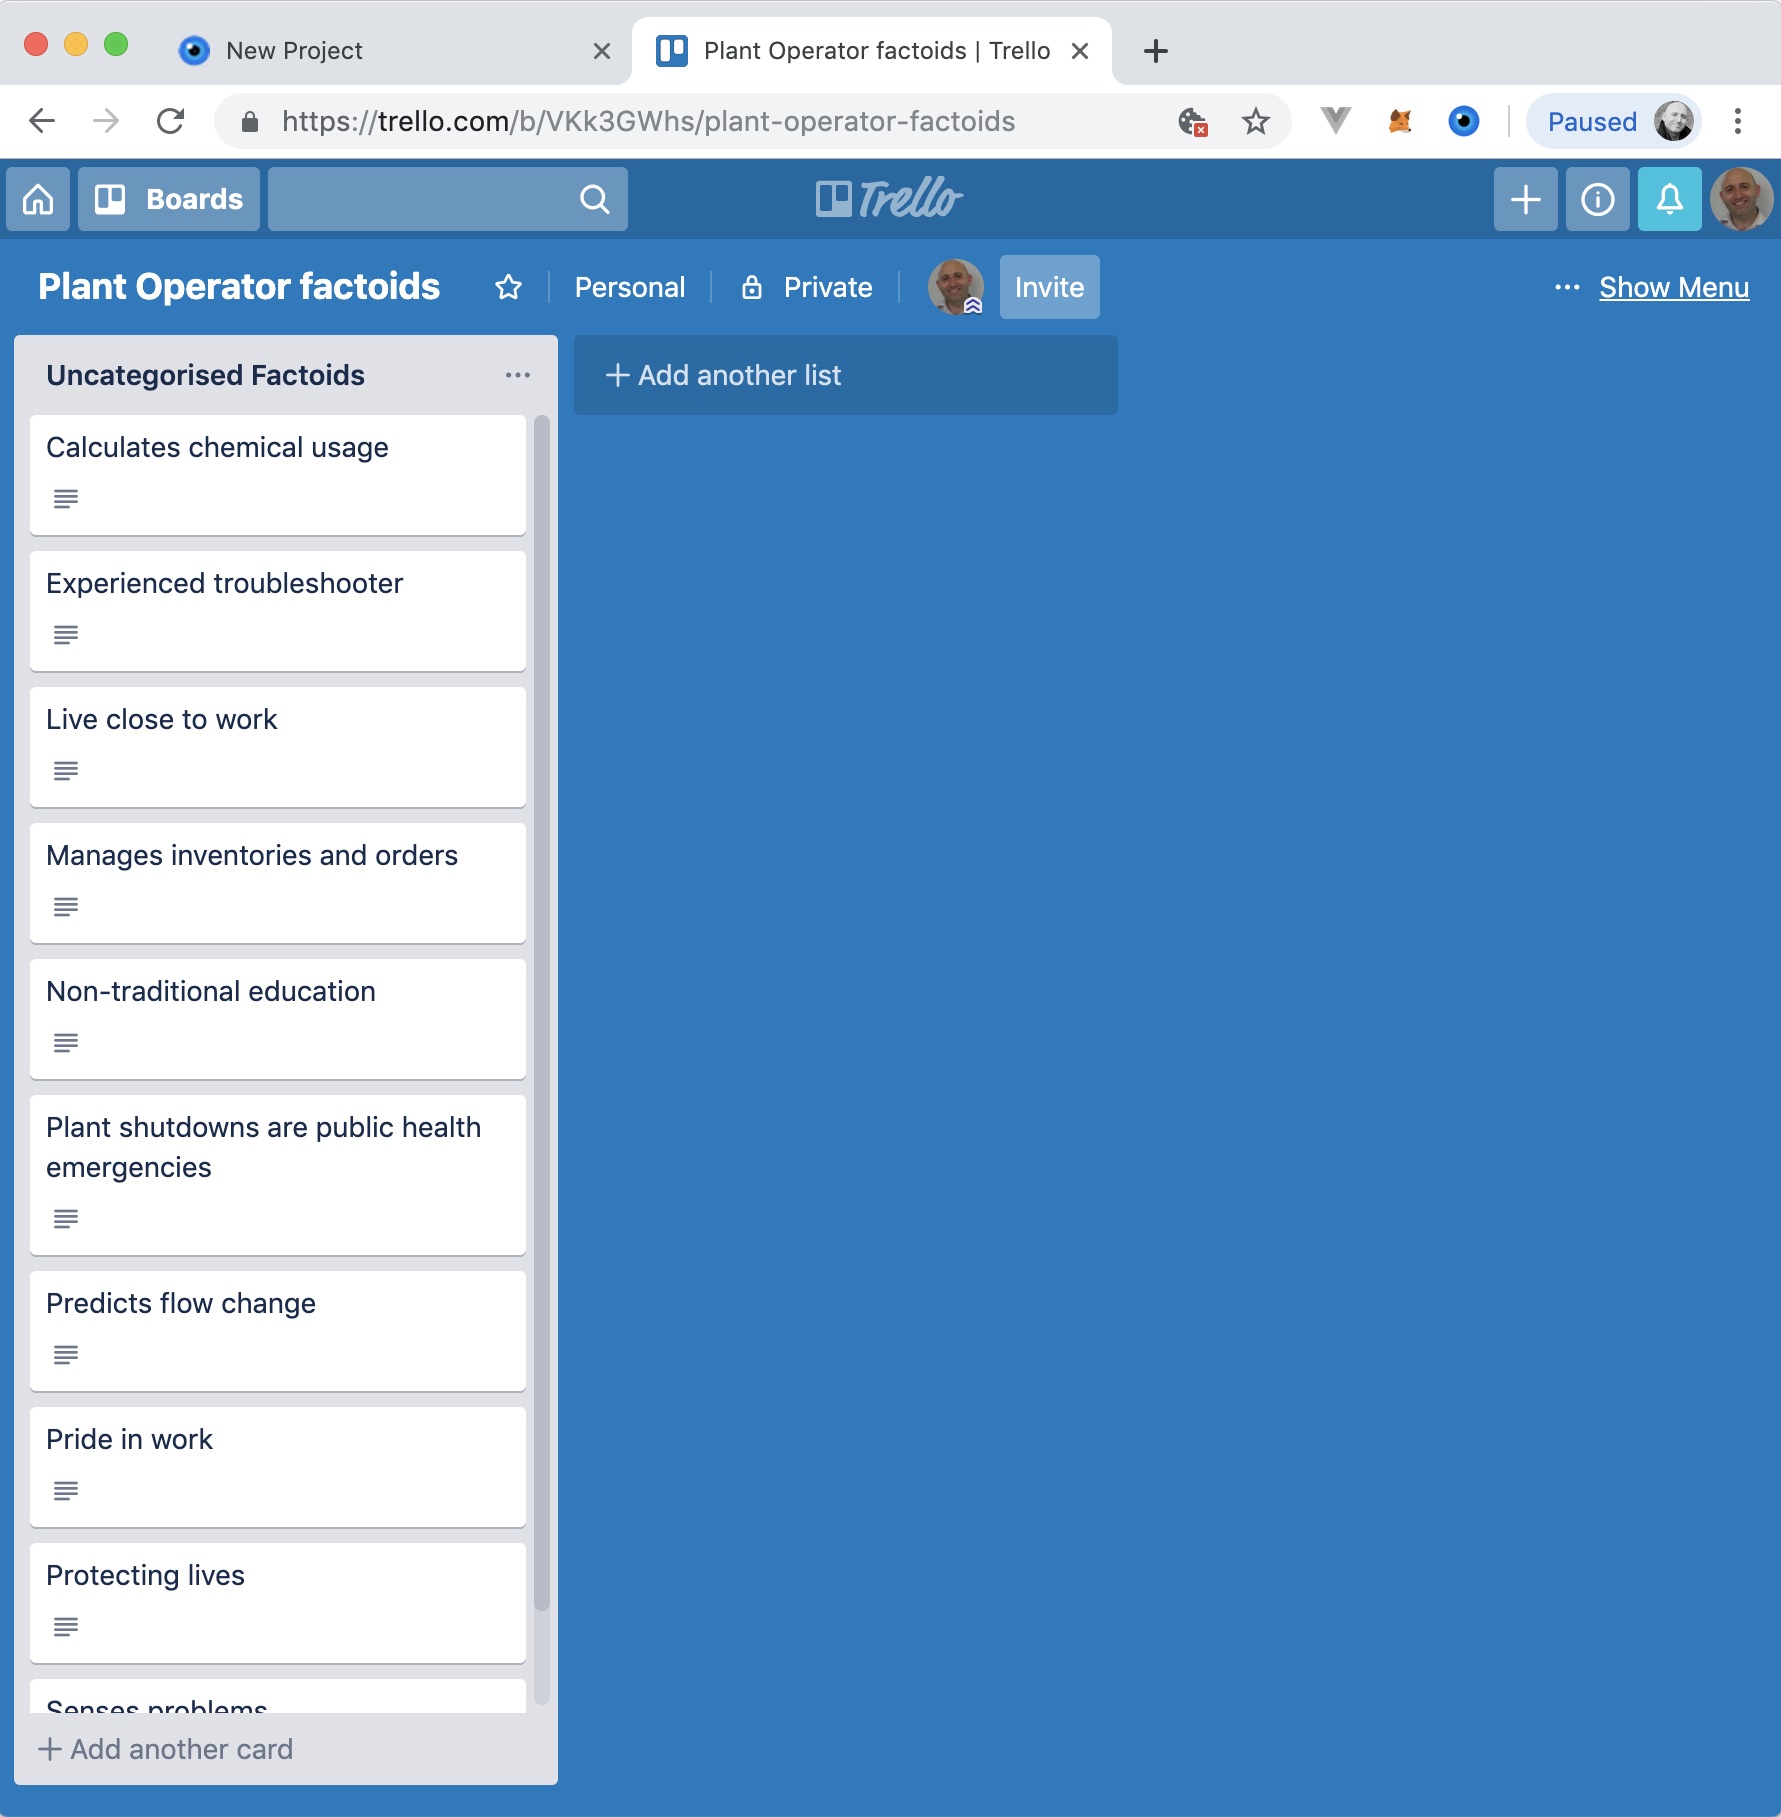 New Project
Plant Operator factoids | Trello
https://trello.com/b/VKk3GWhs/plant-operator-factoids
Paused
Boards
Trello
Plant Operator factoids
Personal
Private
Invite
Show Menu
Uncategorised Factoids
Add another list
Calculates chemical usage
Experienced troubleshooter
Live close to work
Manages inventories and orders
Non-traditional education
Plant shutdowns are public health
emergencies
Predicts flow change
Pride in work
Protecting lives
Senses problems
Add another card